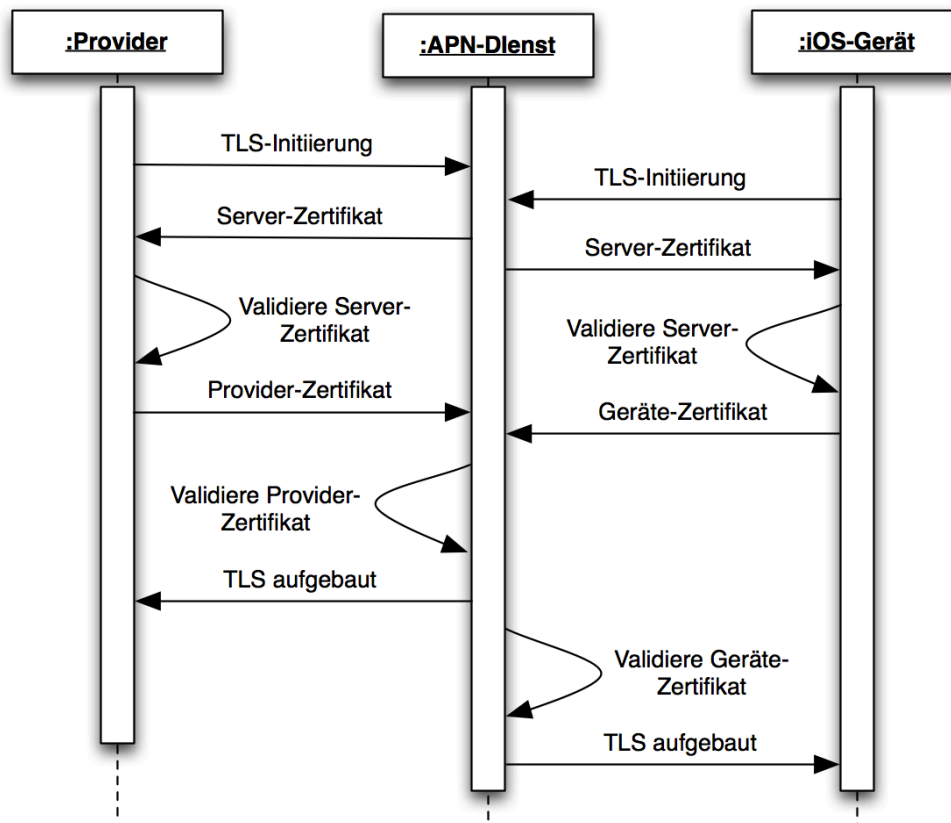 :Provider
:APN-DIenst
:iOS-Gerät
TLS-Initiierung
TLS-Initiierung
Server-Zertifikat
Server-Zertifikat
Validiere Server-
Zertifikat
Validiere Server-
Zertifikat
Provider-Zertifikat
Geräte-Zertifikat
Validiere Provider-
Zertifikat
TLS aufgebaut
Validiere Geräte-
Zertifikat
TLS aufgebaut